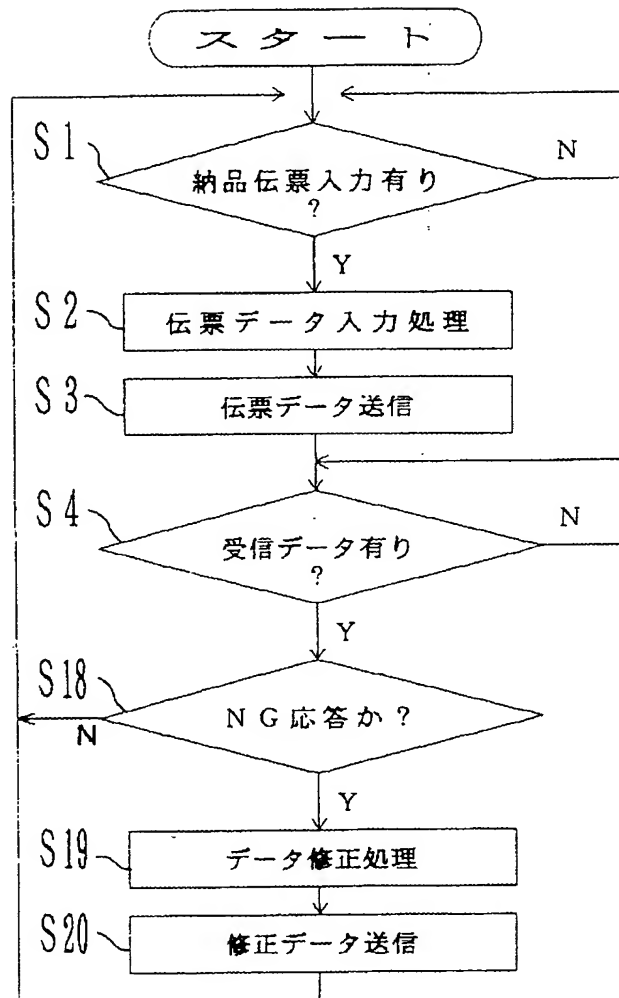 スタート
S1
納品伝票入力有り
?
N
Y
S2
伝票データ入力処理
S3
伝票データ送信
S4
受信データ有り
?
N
Y
S18
NG応答か?
N
Y
S19
データ修正処理
S20
修正データ送信